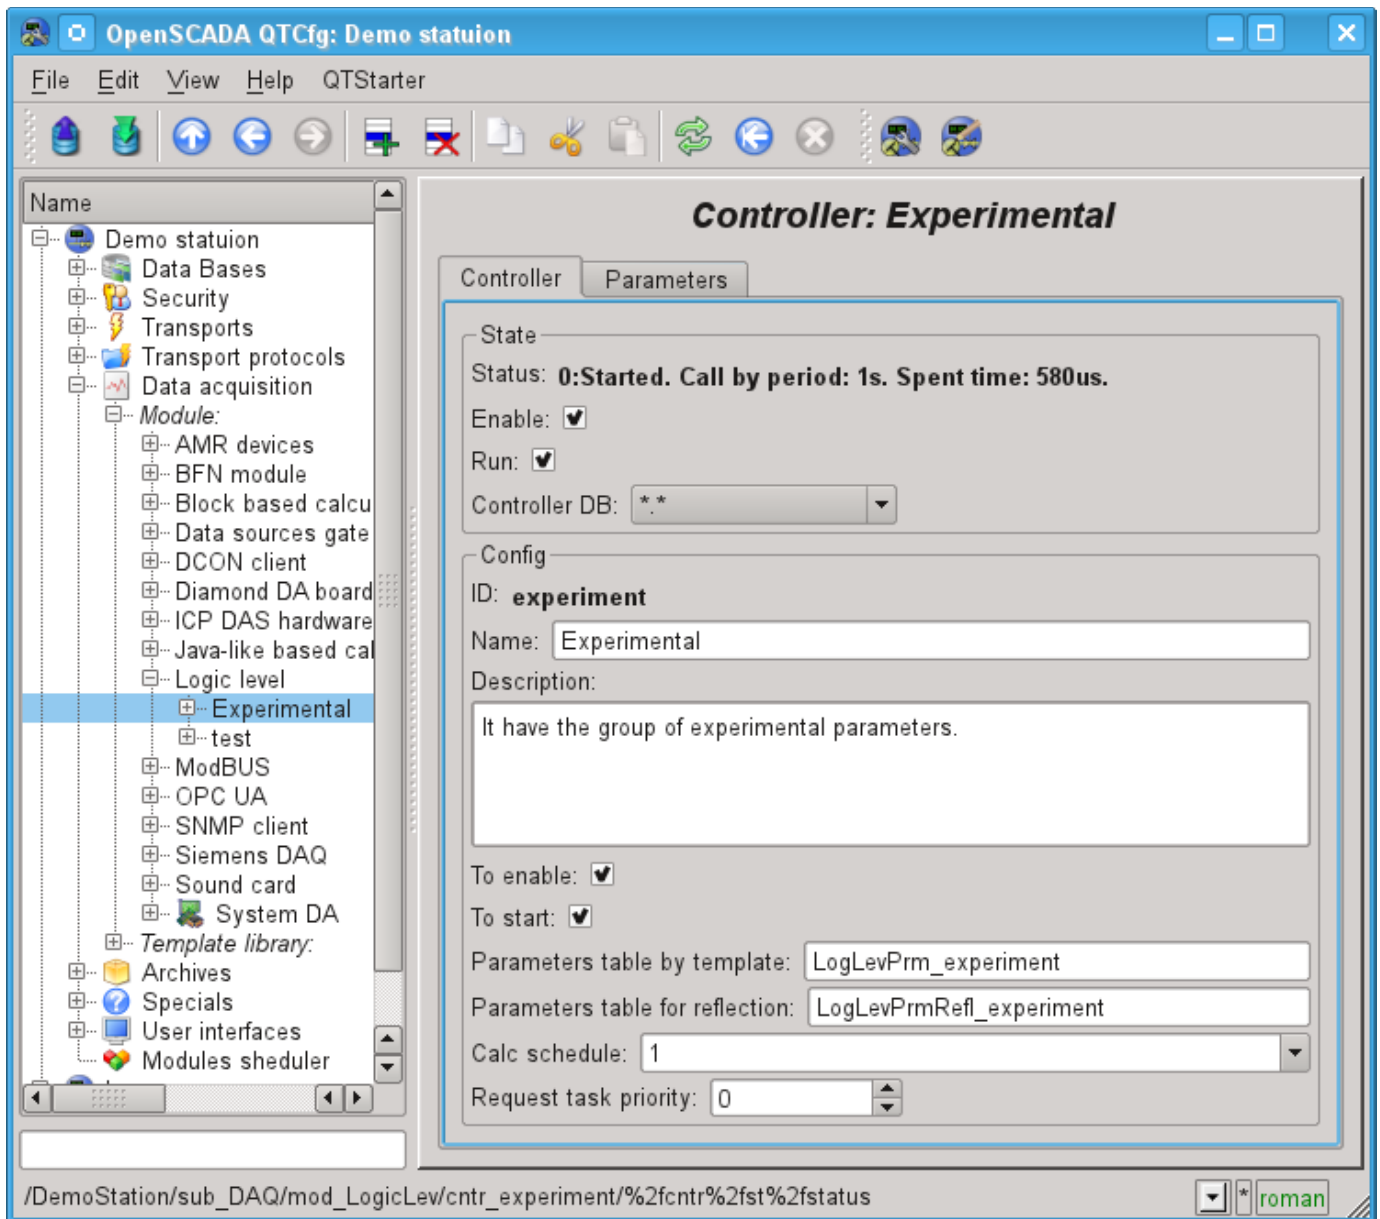 OpenSCADA QTCfg: Demo statuion
File Edit View Help QTStarter
Name
Demo statuion
Data Bases
Security
Transports
Transport protocols
Data acquisition
Module:
AMR devices
BFN module
Block based calcu
Data sources gate
DCON client
Diamond DA board
ICP DAS hardware
Java-like based cal
Logic level
Experimental
test
ModBUS
OPC UA
SNMP client
Siemens DAQ
Sound card
System DA
Template library:
Archives
Specials
User interfaces
Modules sheduler
Controller: Experimental
Controller Parameters
State
Status: 0:Started. Call by period: 1s. Spent time: 580us.
Enable:
Run:
Controller DB: *.*
Config
ID: experiment
Name: Experimental
Description:
It have the group of experimental parameters.
To enable:
To start:
Parameters table by template: LogLevPrm_experiment
Parameters table for reflection: LogLevPrmRefl_experiment
Calc schedule: 1
Request task priority: 0
/DemoStation/sub_DAQ/mod_LogicLev/cntr_experiment/%2fcntr%2fst%2fstatus
* roman